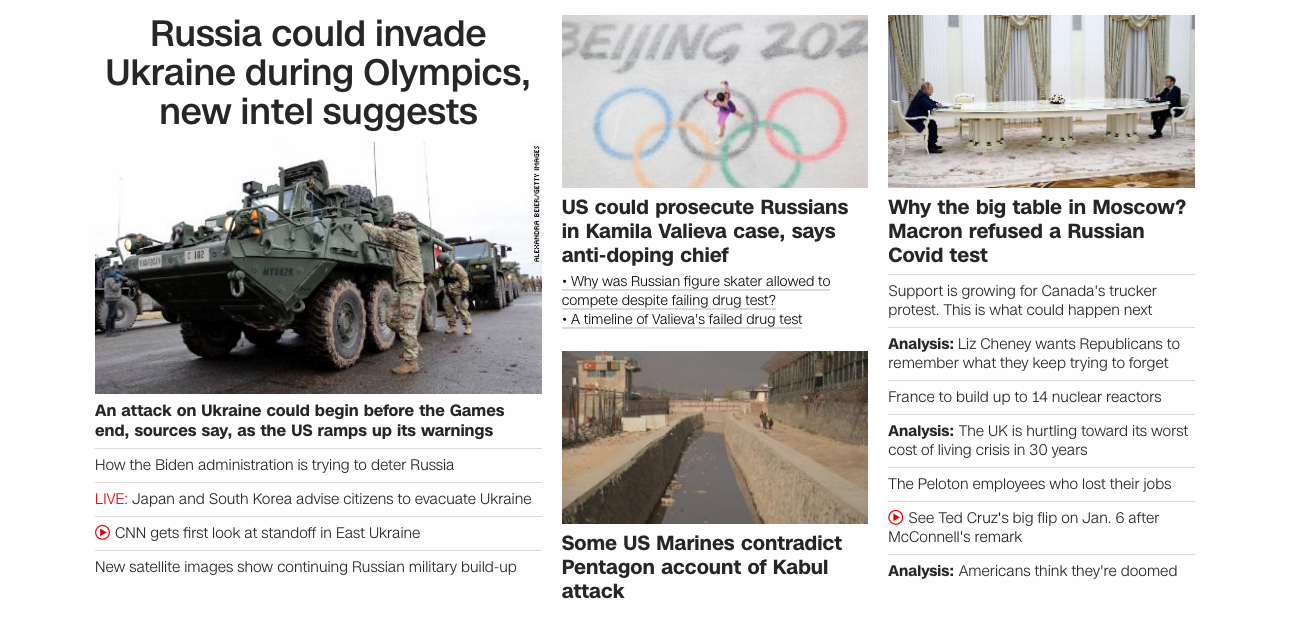 Russia could invade
Ukraine during Olympics,
new intel suggests
ALEXANDRA BEIER/GETTY IMAGES
An attack on Ukraine could begin before the Games
end, sources say, as the US ramps up its warnings
How the Biden administration is trying to deter Russia
LIVE: Japan and South Korea advise citizens to evacuate Ukraine
CNN gets first look at standoff in East Ukraine
New satellite images show continuing Russian military build-up
BEIJING 202
US could prosecute Russians
in Kamila Valieva case, says
anti-doping chief
• Why was Russian figure skater allowed to
compete despite failing drug test?
• A timeline of Valieva's failed drug test
Some US Marines contradict
Pentagon account of Kabul
attack
Why the big table in Moscow?
Macron refused a Russian
Covid test
Support is growing for Canada's trucker
protest. This is what could happen next
Analysis: Liz Cheney wants Republicans to
remember what they keep trying to forget
France to build up to 14 nuclear reactors
Analysis: The UK is hurtling toward its worst
cost of living crisis in 30 years
The Peloton employees who lost their jobs
See Ted Cruz's big flip on Jan. 6 after
McConnell's remark
Analysis: Americans think they're doomed